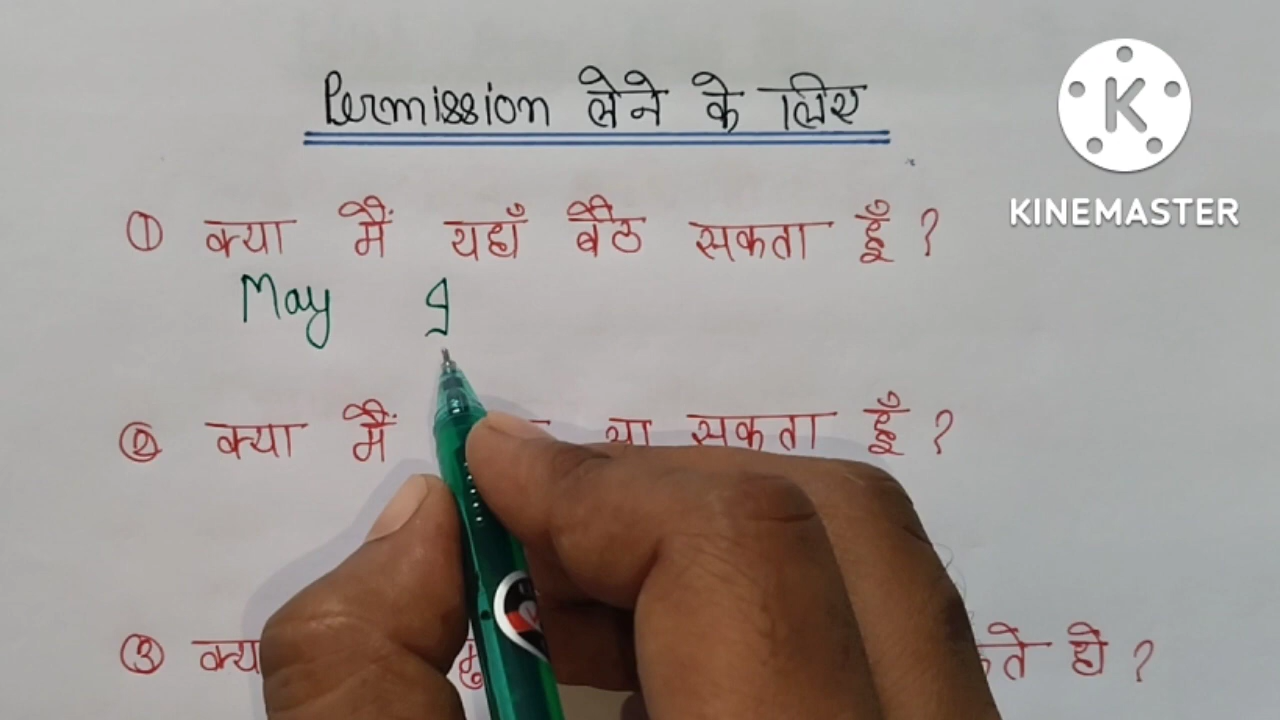 Permission लेने के लिए
K
KINEMASTER
① क्या मैं यहाँ बैठ सकता हूँ ?
May I
② क्या मैं सकता हूँ ?
③ हो ?